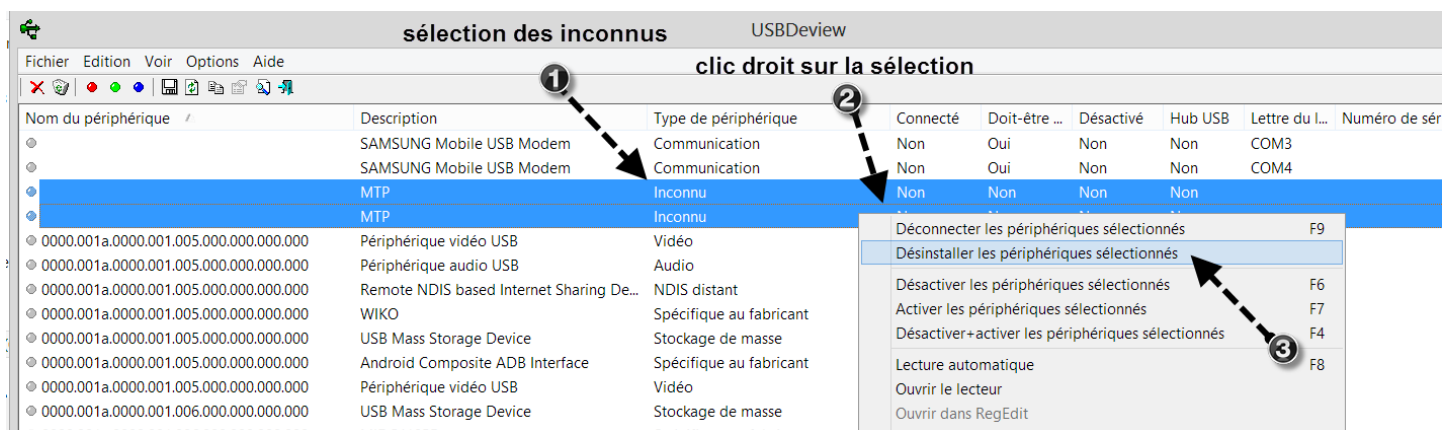 sélection des inconnus USBDeview
Fichier Edition Voir Options Aide
clic droit sur la sélection
1
2
Nom du périphérique Description Type de périphérique Connecté Doit-être ... Désactivé Hub USB Lettre du l... Numéro de sér
SAMSUNG Mobile USB Modem Communication Non Oui Non Non COM3
SAMSUNG Mobile USB Modem Communication Non Oui Non Non COM4
MTP Inconnu Non Non Non Non
MTP Inconnu
0000.001a.0000.001.005.000.000.000.000 Périphérique vidéo USB Vidéo
0000.001a.0000.001.005.000.000.000.000 Périphérique audio USB Audio
0000.001a.0000.001.005.000.000.000.000 Remote NDIS based Internet Sharing De... NDIS distant
0000.001a.0000.001.005.000.000.000.000 WIKO Spécifique au fabricant
0000.001a.0000.001.005.000.000.000.000 USB Mass Storage Device Stockage de masse
0000.001a.0000.001.005.000.000.000.000 Android Composite ADB Interface Spécifique au fabricant
0000.001a.0000.001.005.000.000.000.000 Périphérique vidéo USB Vidéo
0000.001a.0000.001.006.000.000.000.000 USB Mass Storage Device Stockage de masse
Déconnecter les périphériques sélectionnés F9
Désinstaller les périphériques sélectionnés
Désactiver les périphériques sélectionnés F6
Activer les périphériques sélectionnés F7
Désactiver+activer les périphériques sélectionnés F4
3
Lecture automatique F8
Ouvrir le lecteur
Ouvrir dans RegEdit